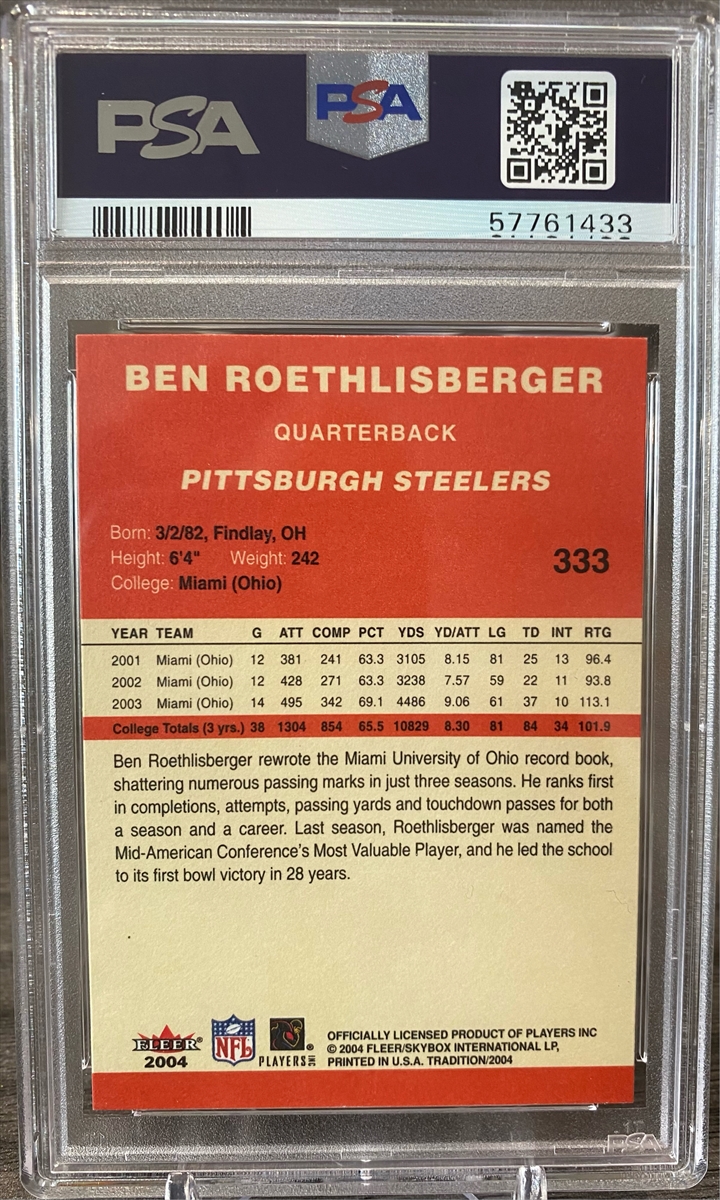 PSA
PSA
57761433
BEN ROETHLISBERGER
QUARTERBACK
PITTSBURGH STEELERS
Born: 3/2/82, Findlay, OH
Height: 6'4" Weight: 242
333
College: Miami (Ohio)
YEAR TEAM G ATT COMP PCT YDS YD/ATT LG TD INT RTG
2001 Miami (Ohio) 12 381 241 63.3 3105 8.15 81 25 13 96.4
2002 Miami (Ohio) 12 428 271 63.3 3238 7.57 59 22 11 93.8
2003 Miami (Ohio) 14 495 342 69.1 4486 9.06 61 37 10 113.1
College Totals (3 yrs.) 38 1304 854 65.5 10829 8.30 81 84 34 101.9
Ben Roethlisberger rewrote the Miami University of Ohio record book,
shattering numerous passing marks in just three seasons. He ranks first
in completions, attempts, passing yards and touchdown passes for both
a season and a career. Last season, Roethlisberger was named the
Mid-American Conference's Most Valuable Player, and he led the school
to its first bowl victory in 28 years.
FLEER®
2004
NFL
PLAYERS INC ®
OFFICIALLY LICENSED PRODUCT OF PLAYERS INC
© 2004 FLEER/SKYBOX INTERNATIONAL LP,
PRINTED IN U.S.A. TRADITION/2004
PSA